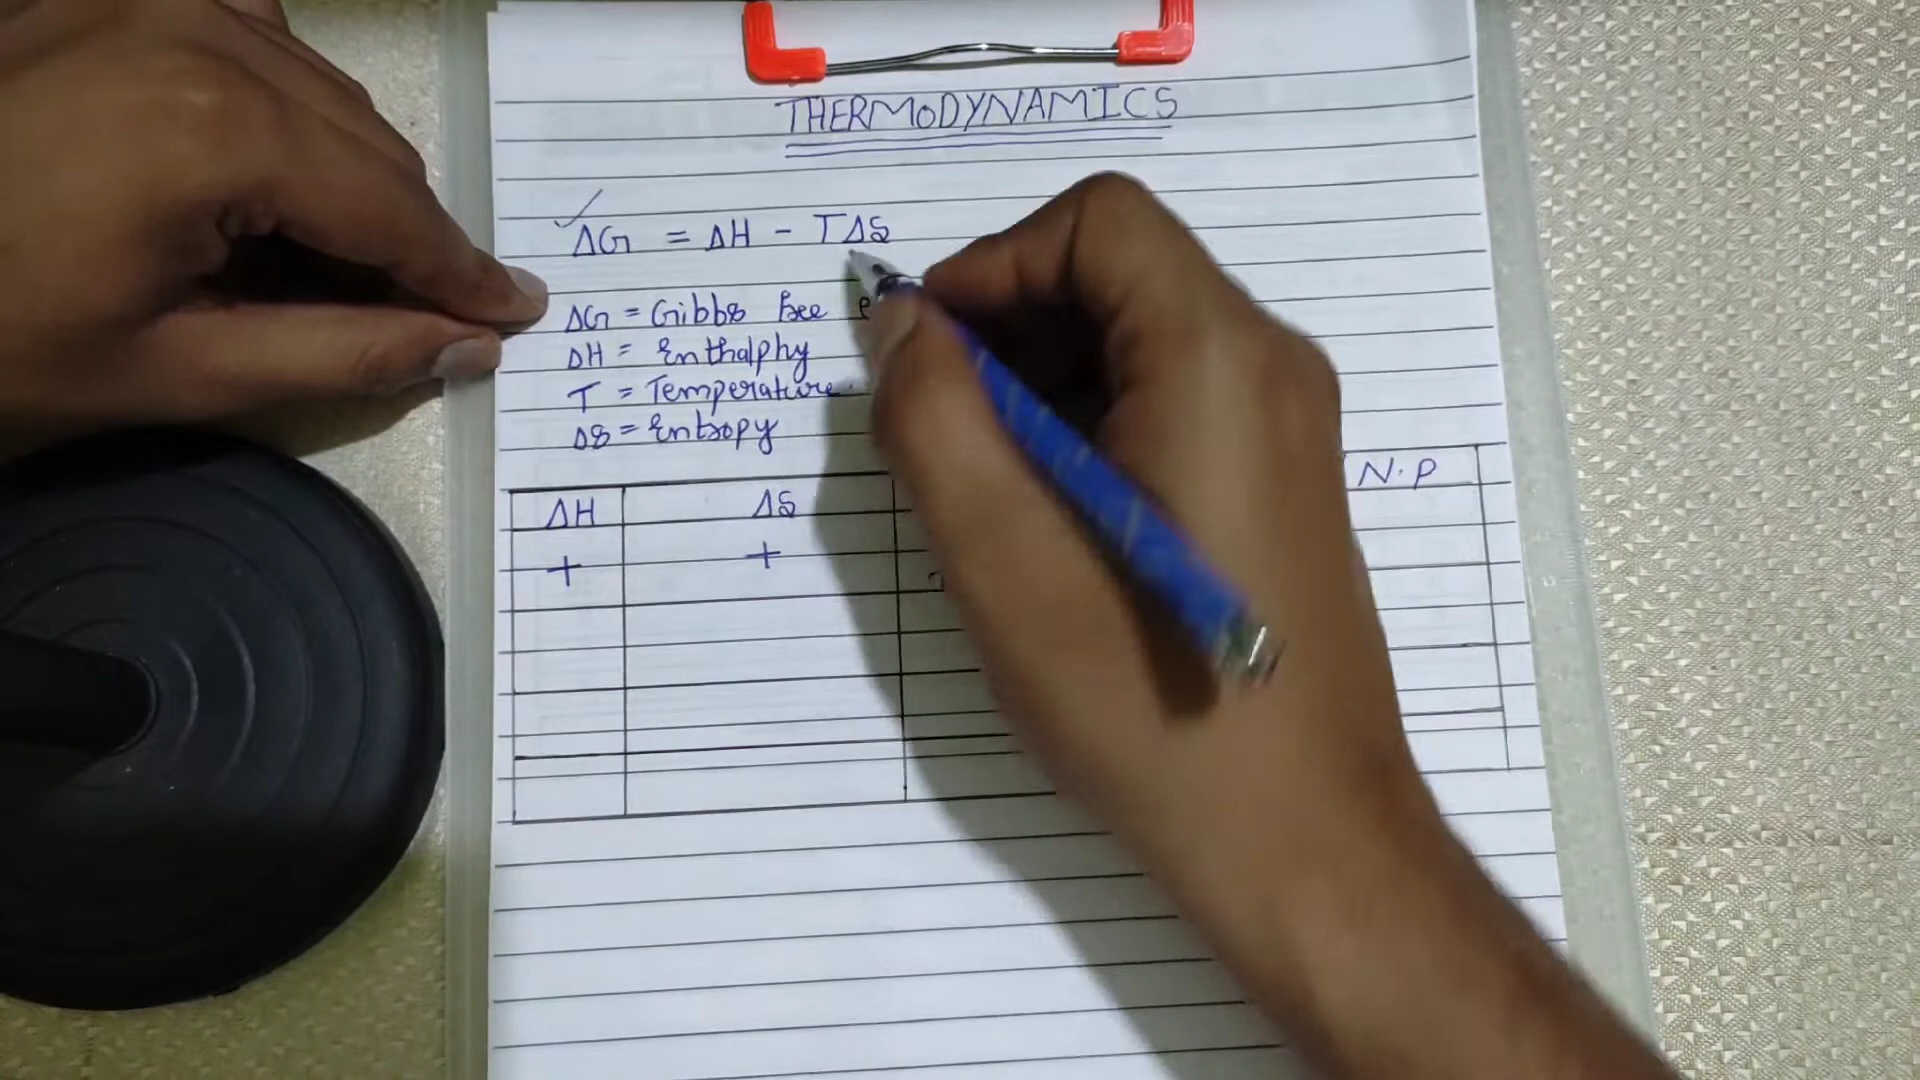 THERMODYNAMICS
ΔG = ΔH - TΔS
ΔG = Gibbs free
ΔH = Enthalphy
T = Temperature.
ΔS = Entropy
ΔH ΔS N.P
+ +